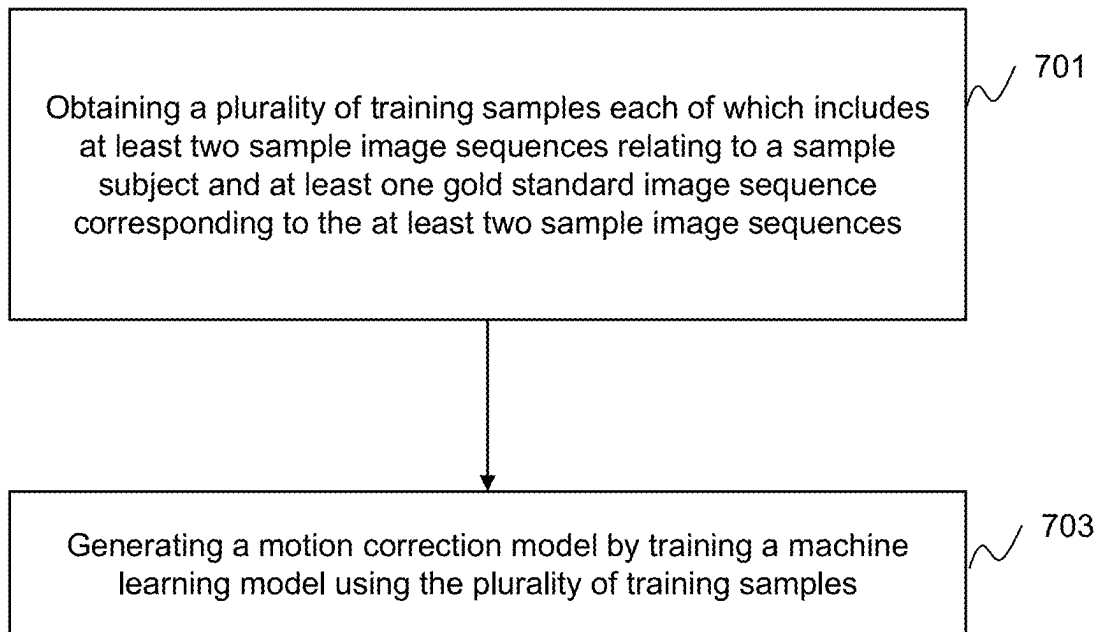 701
Obtaining a plurality of training samples each of which includes
at least two sample image sequences relating to a sample
subject and at least one gold standard image sequence
corresponding to the at least two sample image sequences
703
Generating a motion correction model by training a machine
learning model using the plurality of training samples